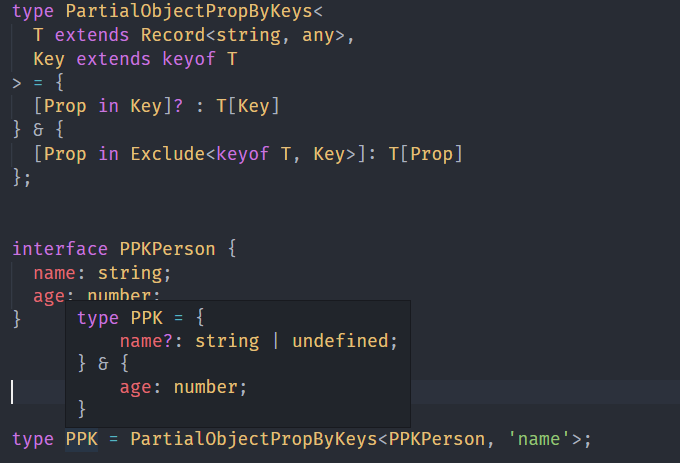 type PartialObjectPropByKeys<
  T extends Record<string, any>,
  Key extends keyof T
> = {
  [Prop in Key]? : T[Key]
} & {
  [Prop in Exclude<keyof T, Key>]: T[Prop]
};
interface PPKPerson {
  name: string;
  age: number;
}
type PPK = {
    name?: string | undefined;
} & {
    age: number;
}
type PPK = PartialObjectPropByKeys<PPKPerson, 'name'>;